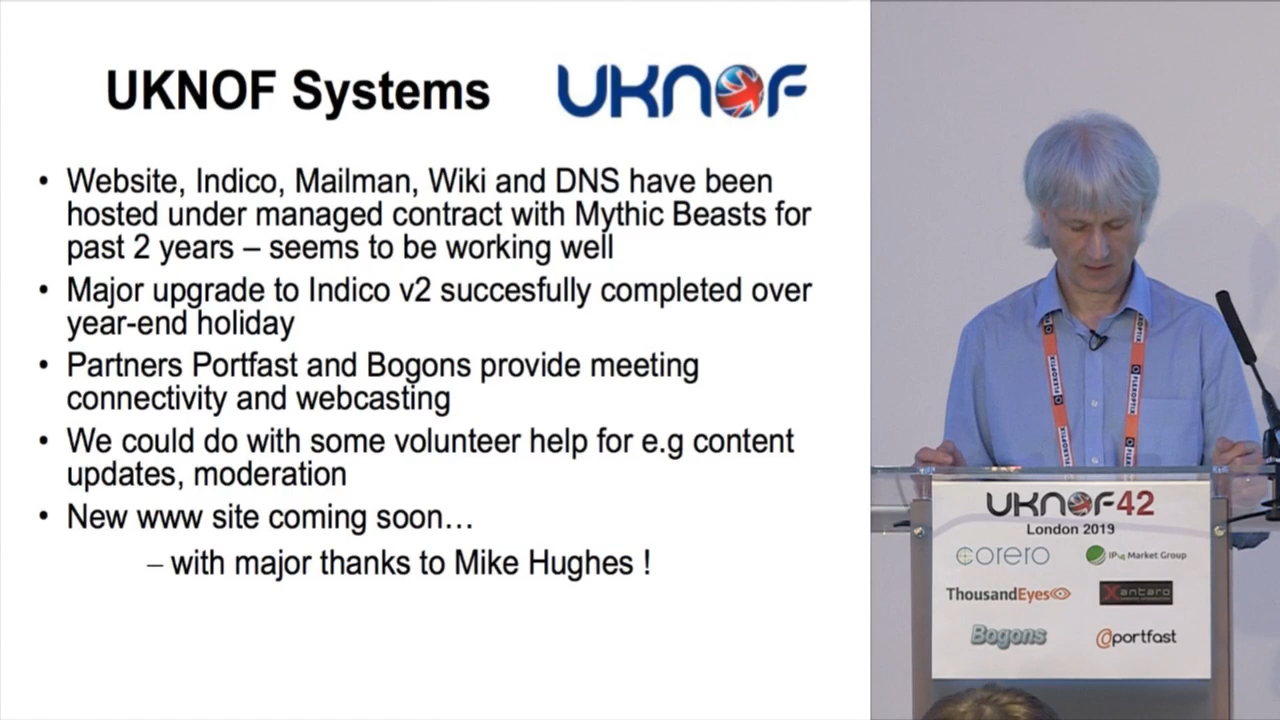 UKNOF Systems
UKNOF
• Website, Indico, Mailman, Wiki and DNS have been
hosted under managed contract with Mythic Beasts for
past 2 years – seems to be working well
• Major upgrade to Indico v2 succesfully completed over
year-end holiday
• Partners Portfast and Bogons provide meeting
connectivity and webcasting
• We could do with some volunteer help for e.g content
updates, moderation
• New www site coming soon…
– with major thanks to Mike Hughes !
FLEXOPTIX
FLEXOPTIX
FLEXOPTIX
FLEXOPTIX
UKNOF42
London 2019
corero
IPv4 Market Group
ThousandEyes
Xantaro
Bogons
@portfast